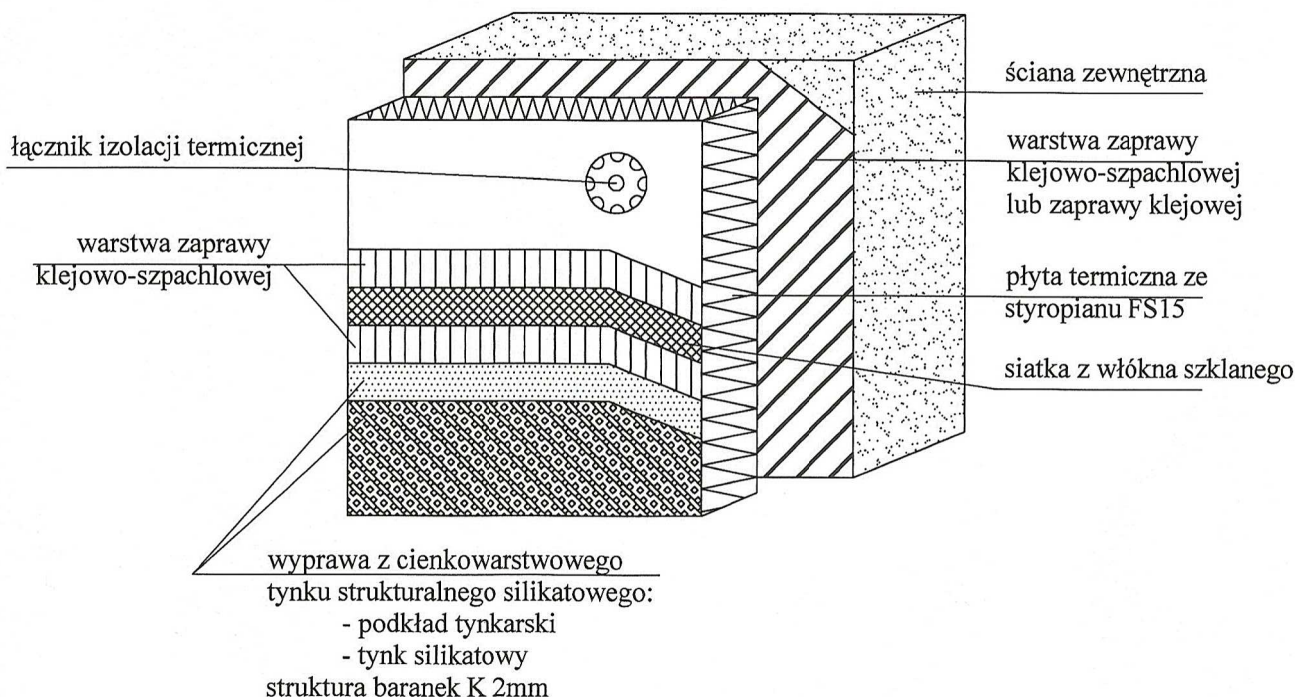 ściana zewnętrzna
łącznik izolacji termicznej
warstwa zaprawy
klejowo-szpachlowej
lub zaprawy klejowej
warstwa zaprawy
klejowo-szpachlowej
płyta termiczna ze
styropianu FS15
siatka z włókna szklanego
wyprawa z cienkowarstwowego
tynku strukturalnego silikatowego:
- podkład tynkarski
- tynk silikatowy
struktura baranek K 2mm